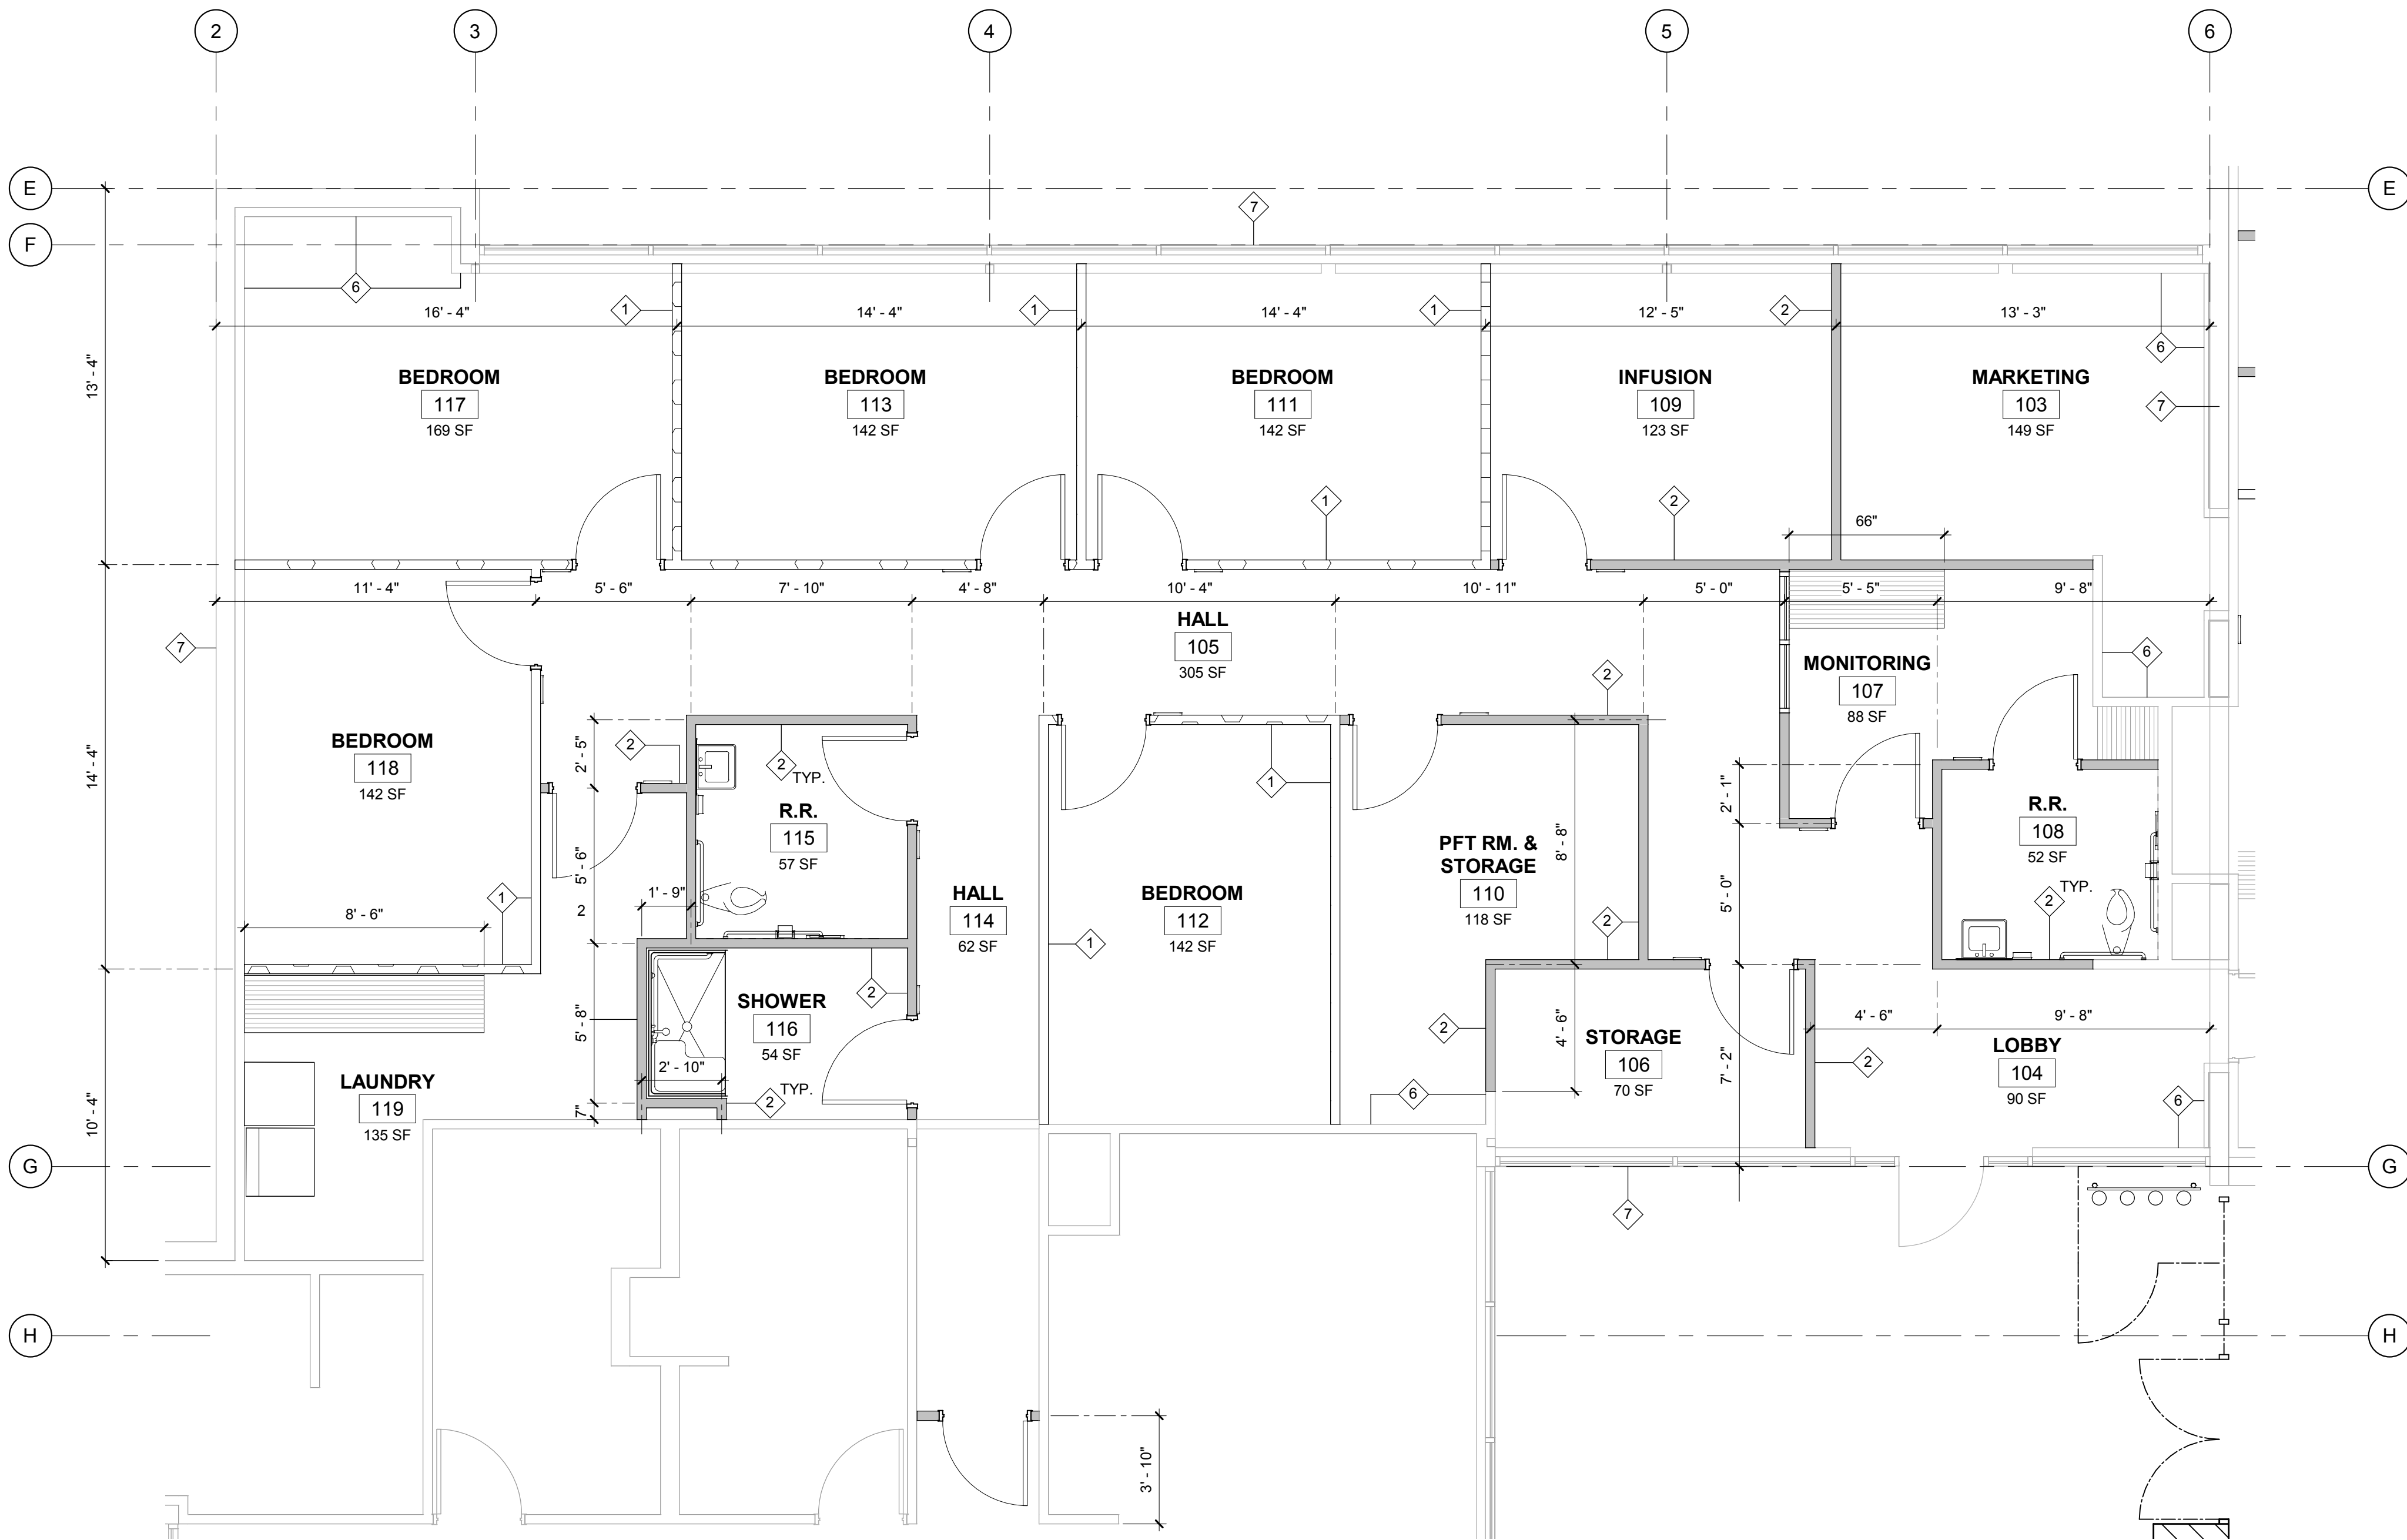 2 3 4 5 6
E E
7
F
6
16' - 4" 1 14' - 4" 1 14' - 4" 1 12' - 5" 2 13' - 3"
6
13' - 4"
BEDROOM
117
169 SF
BEDROOM
113
142 SF
BEDROOM
111
142 SF
INFUSION
109
123 SF
MARKETING
103
149 SF
7
1
2
66"
11' - 4" 5' - 6" 7' - 10" 4' - 8" 10' - 4" 10' - 11" 5' - 0" 5' - 5" 9' - 8"
HALL
105
305 SF
7
2
6
MONITORING
107
88 SF
14' - 4"
BEDROOM
118
142 SF
2' - 5"
2
2
TYP.
1
R.R.
115
57 SF
5' - 6"
2
1' - 9"
1
8' - 6"
HALL
114
62 SF
1
BEDROOM
112
142 SF
PFT RM. &
STORAGE
110
118 SF
8' - 8"
2
2' - 1"
5' - 0"
R.R.
108
52 SF
TYP.
2
10' - 4"
LAUNDRY
119
135 SF
5' - 8"
7"
2
SHOWER
116
54 SF
2' - 10"
TYP.
2
2
4' - 6"
6
STORAGE
106
70 SF
7' - 2"
2
4' - 6" 9' - 8"
LOBBY
104
90 SF
6
G G
7
H H
3' - 10"